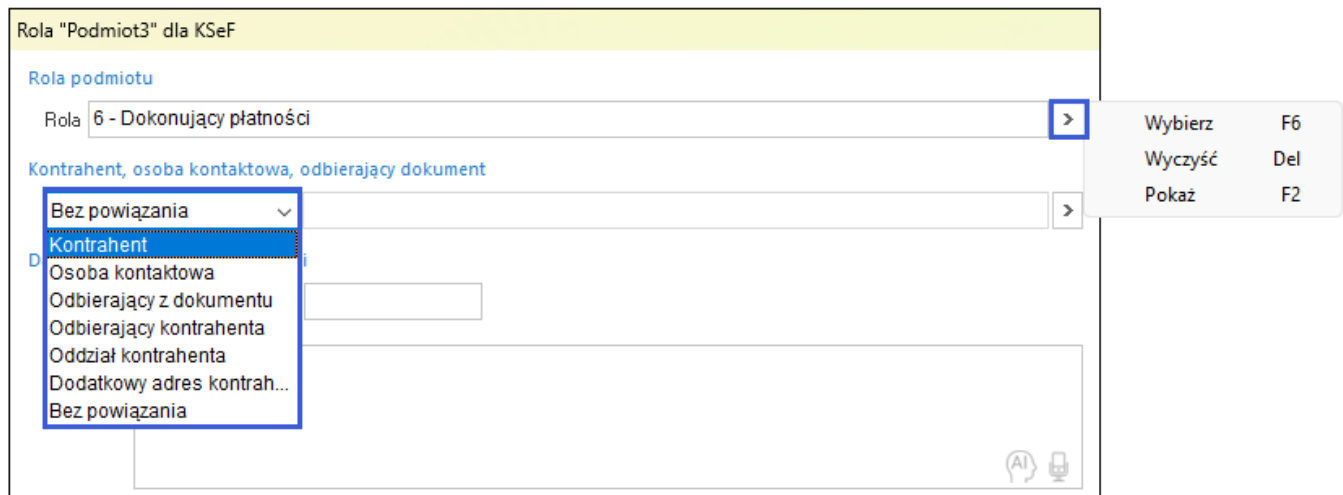 Rola "Podmiot3" dla KSeF
Rola podmiotu
Rola 6 - Dokonujący płatności
Wybierz F6
Wyczyść Del
Pokaż F2
Kontrahent, osoba kontaktowa, odbierający dokument
Bez powiązania
Kontrahent
Osoba kontaktowa
Odbierający z dokumentu
Odbierający kontrahenta
Oddział kontrahenta
Dodatkowy adres kontrah...
Bez powiązania
AI